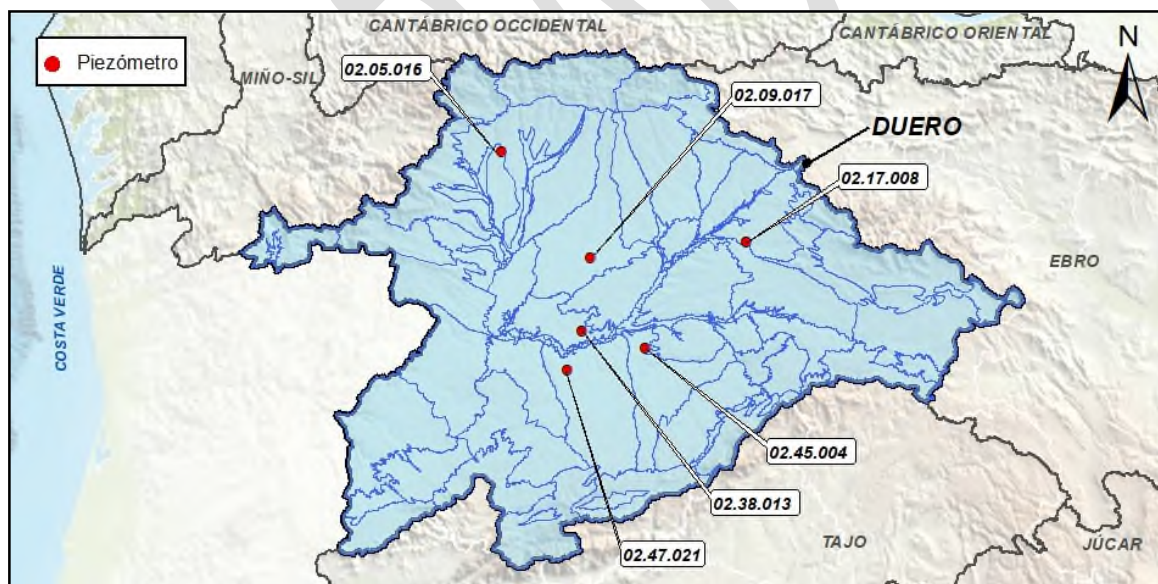 CANTÁBRICO OCCIDENTAL
CANTÁBRICO ORIENTAL
N
Piezómetro
MIÑO-SIL
02.05.016
02.09.017
DUERO
02.17.008
EBRO
COSTA VERDE
02.45.004
02.38.013
02.47.021
TAJO
JÚCAR